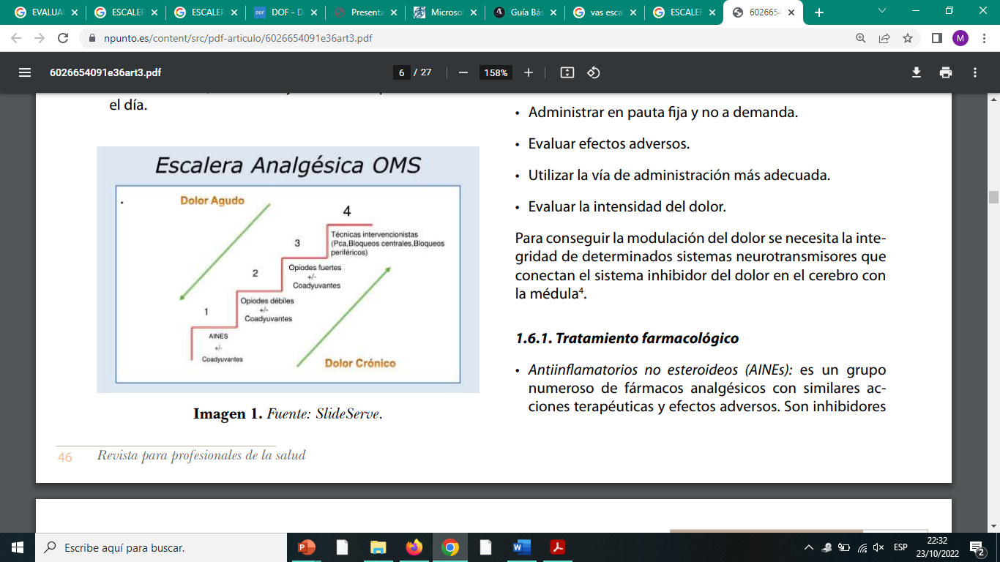 EVALUAC
ESCALER
ESCALER
DOF - Di
Presenta
Microsof
Guía Bás
vas escal
ESCALER
6026654
npunto.es/content/src/pdf-articulo/6026654091e36art3.pdf
M
6026654091e36art3.pdf
6 / 27
158%
el día.
Escalera Analgésica OMS
Dolor Agudo
4
Técnicas intervencionistas
(Pca,Bloqueos centrales,Bloqueos
periféricos)
3
Opiodes fuertes
+/-
Coadyuvantes
2
Opiodes débiles
+/-
Coadyuvantes
1
AINES
+/-
Coadyuvantes
Dolor Crónico
Imagen 1. Fuente: SlideServe.
46 Revista para profesionales de la salud
• Administrar en pauta fija y no a demanda.
• Evaluar efectos adversos.
• Utilizar la vía de administración más adecuada.
• Evaluar la intensidad del dolor.
Para conseguir la modulación del dolor se necesita la inte-
gridad de determinados sistemas neurotransmisores que
conectan el sistema inhibidor del dolor en el cerebro con
la médula⁴.
1.6.1. Tratamiento farmacológico
• Antiinflamatorios no esteroideos (AINEs): es un grupo
numeroso de fármacos analgésicos con similares ac-
ciones terapéuticas y efectos adversos. Son inhibidores
Escribe aquí para buscar.
ESP
22:32
23/10/2022
2